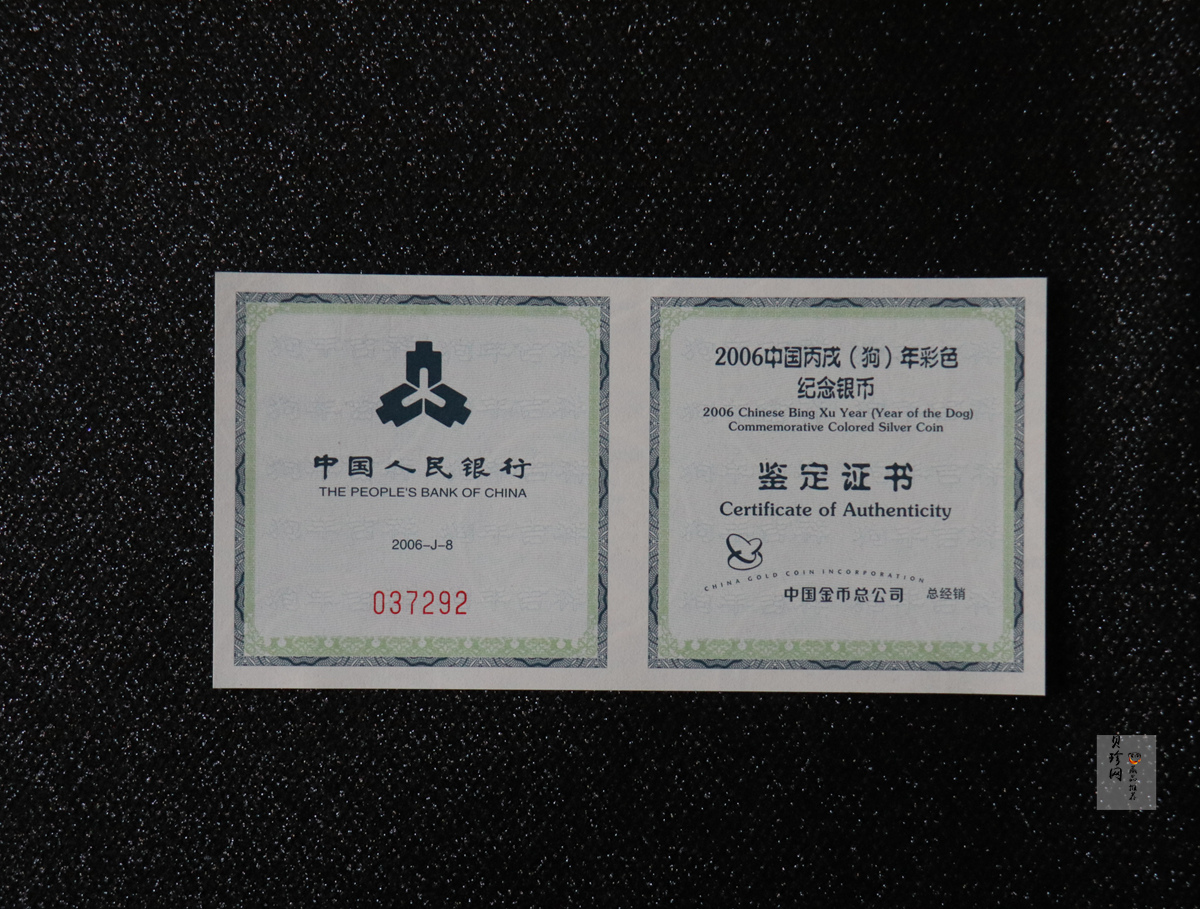 中国人民银行
THE PEOPLE'S BANK OF CHINA
2006-J-8
037292
2006中国丙戌(狗)年彩色
纪念银币
2006 Chinese Bing Xu Year (Year of the Dog)
Commemorative Colored Silver Coin
鉴定证书
Certificate of Authenticity
CHINA GOLD COIN INCORPORATION
中国金币总公司 总经销